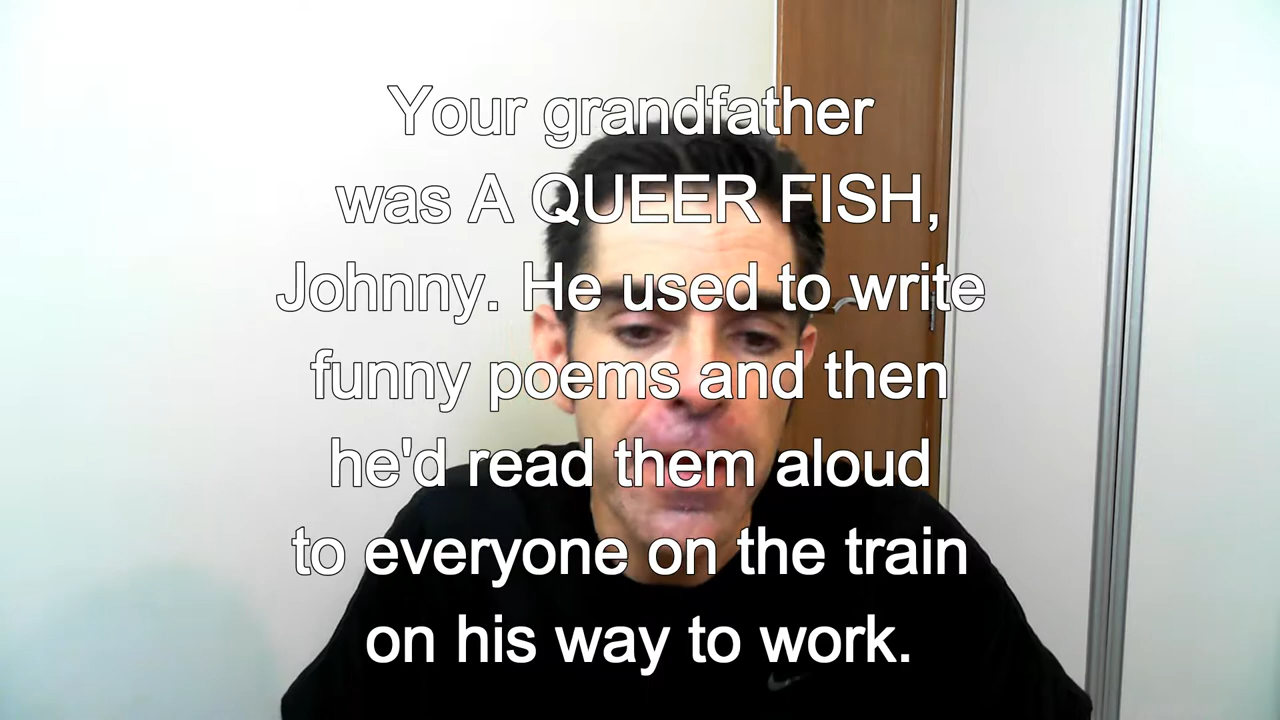 Your grandfather
was A QUEER FISH,
Johnny. He used to write
funny poems and then
he'd read them aloud
to everyone on the train
on his way to work.